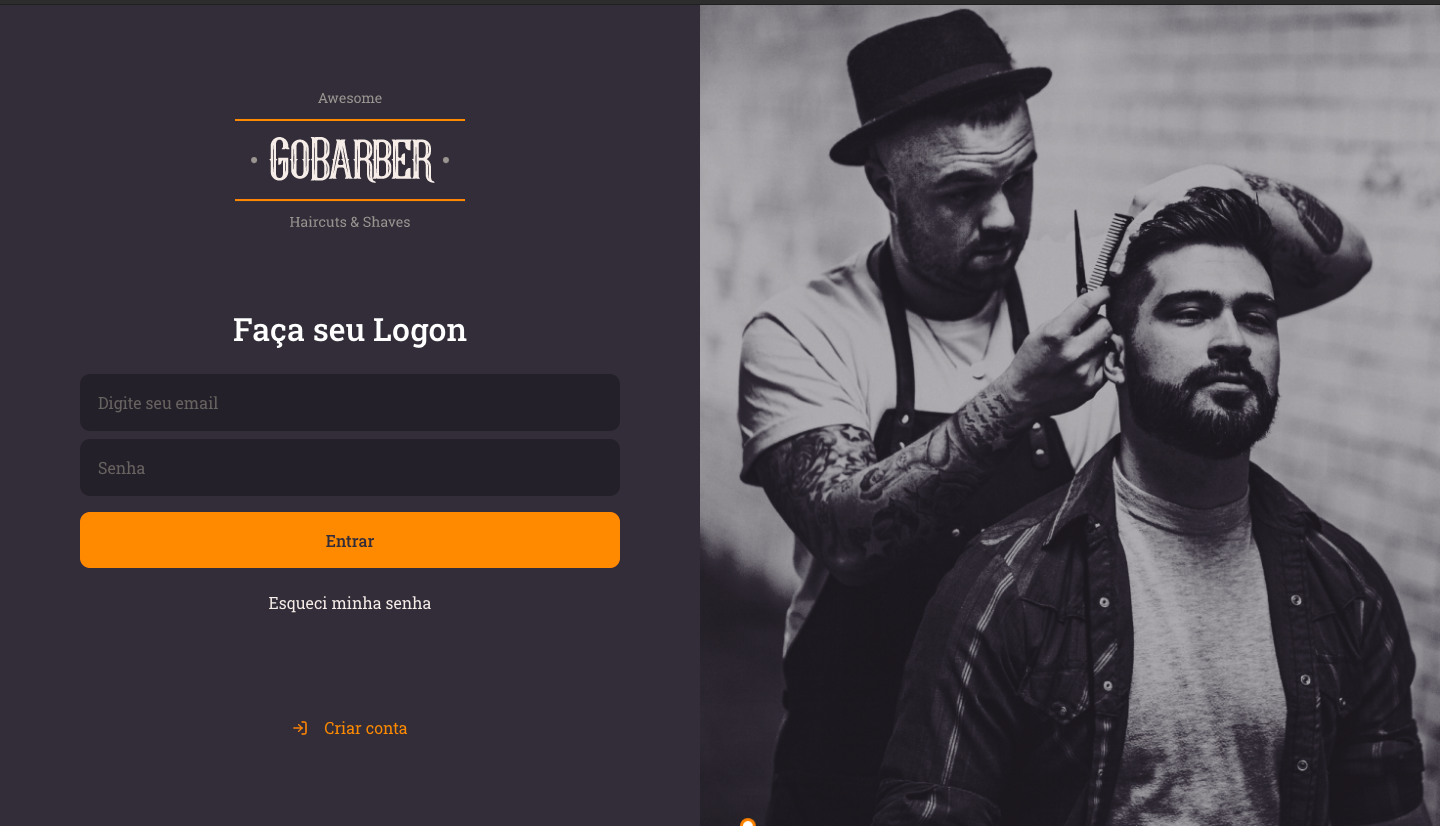 Awesome
GOBARBER
Haircuts & Shaves
Faça seu Logon
Digite seu email
Senha
Entrar
Esqueci minha senha
Criar conta